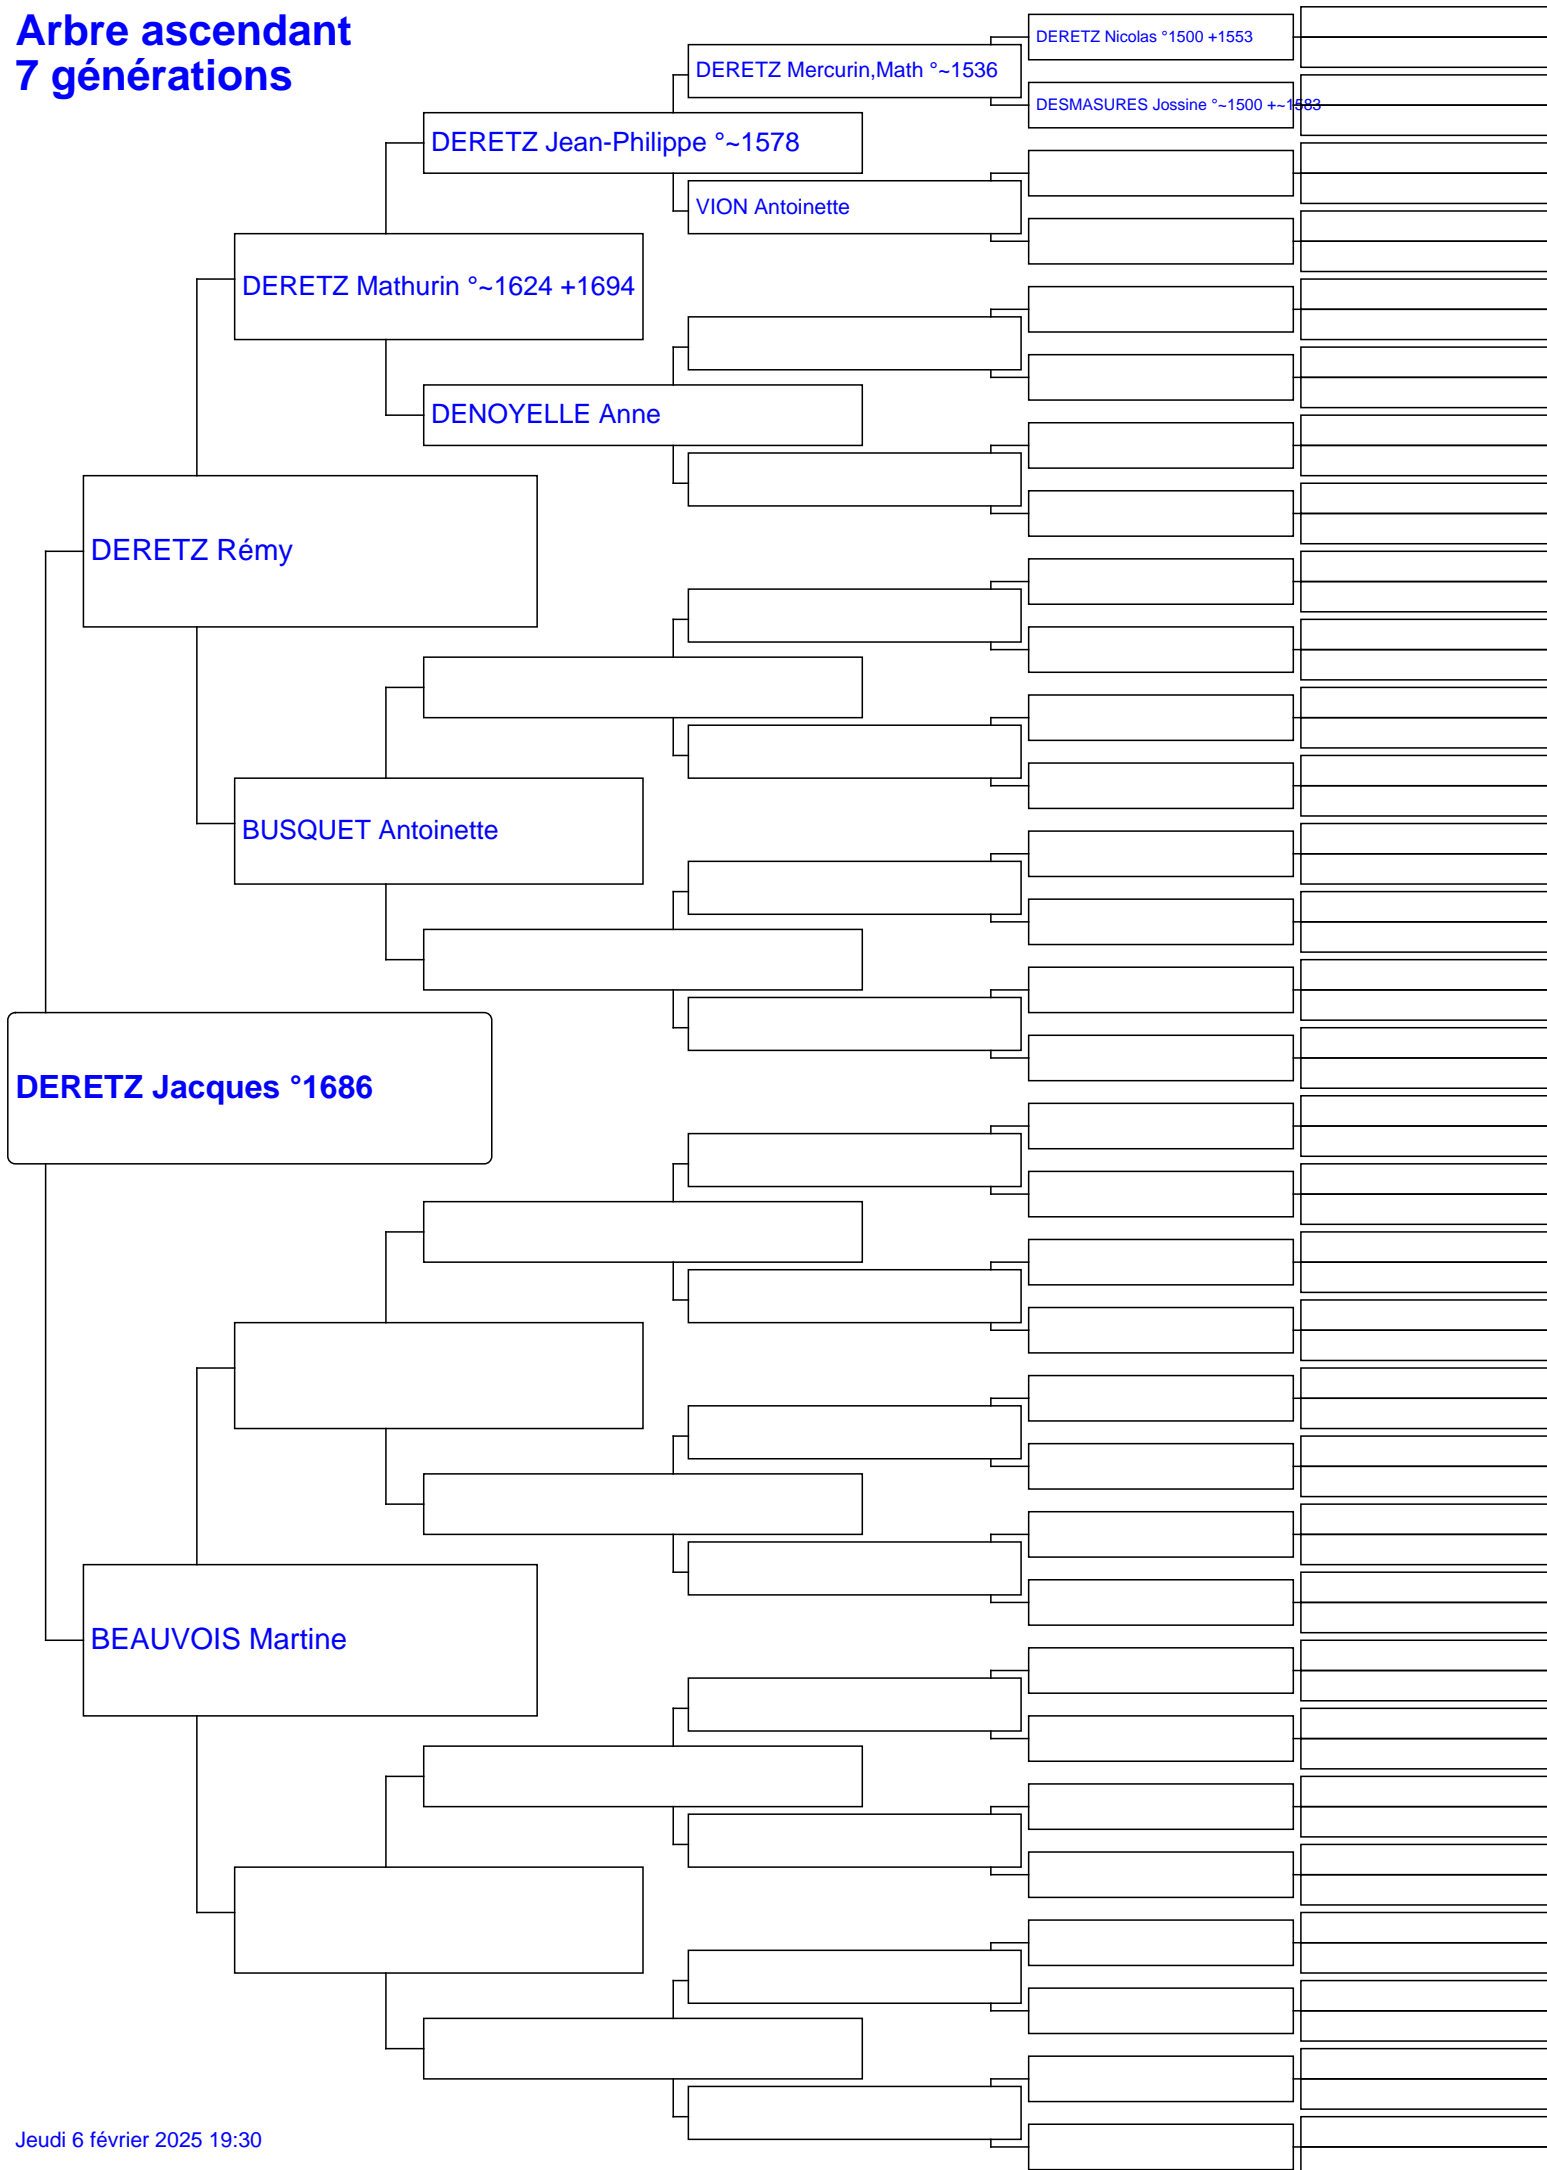 Arbre ascendant
7 générations
DERETZ Nicolas °1500 +1553
DERETZ Mercurin,Math °~1536
DESMASURES Jossine °~1500 +~1583
DERETZ Jean-Philippe °~1578
VION Antoinette
DERETZ Mathurin °~1624 +1694
DENOYELLE Anne
DERETZ Rémy
BUSQUET Antoinette
DERETZ Jacques °1686
BEAUVOIS Martine
Jeudi 6 février 2025 19:30